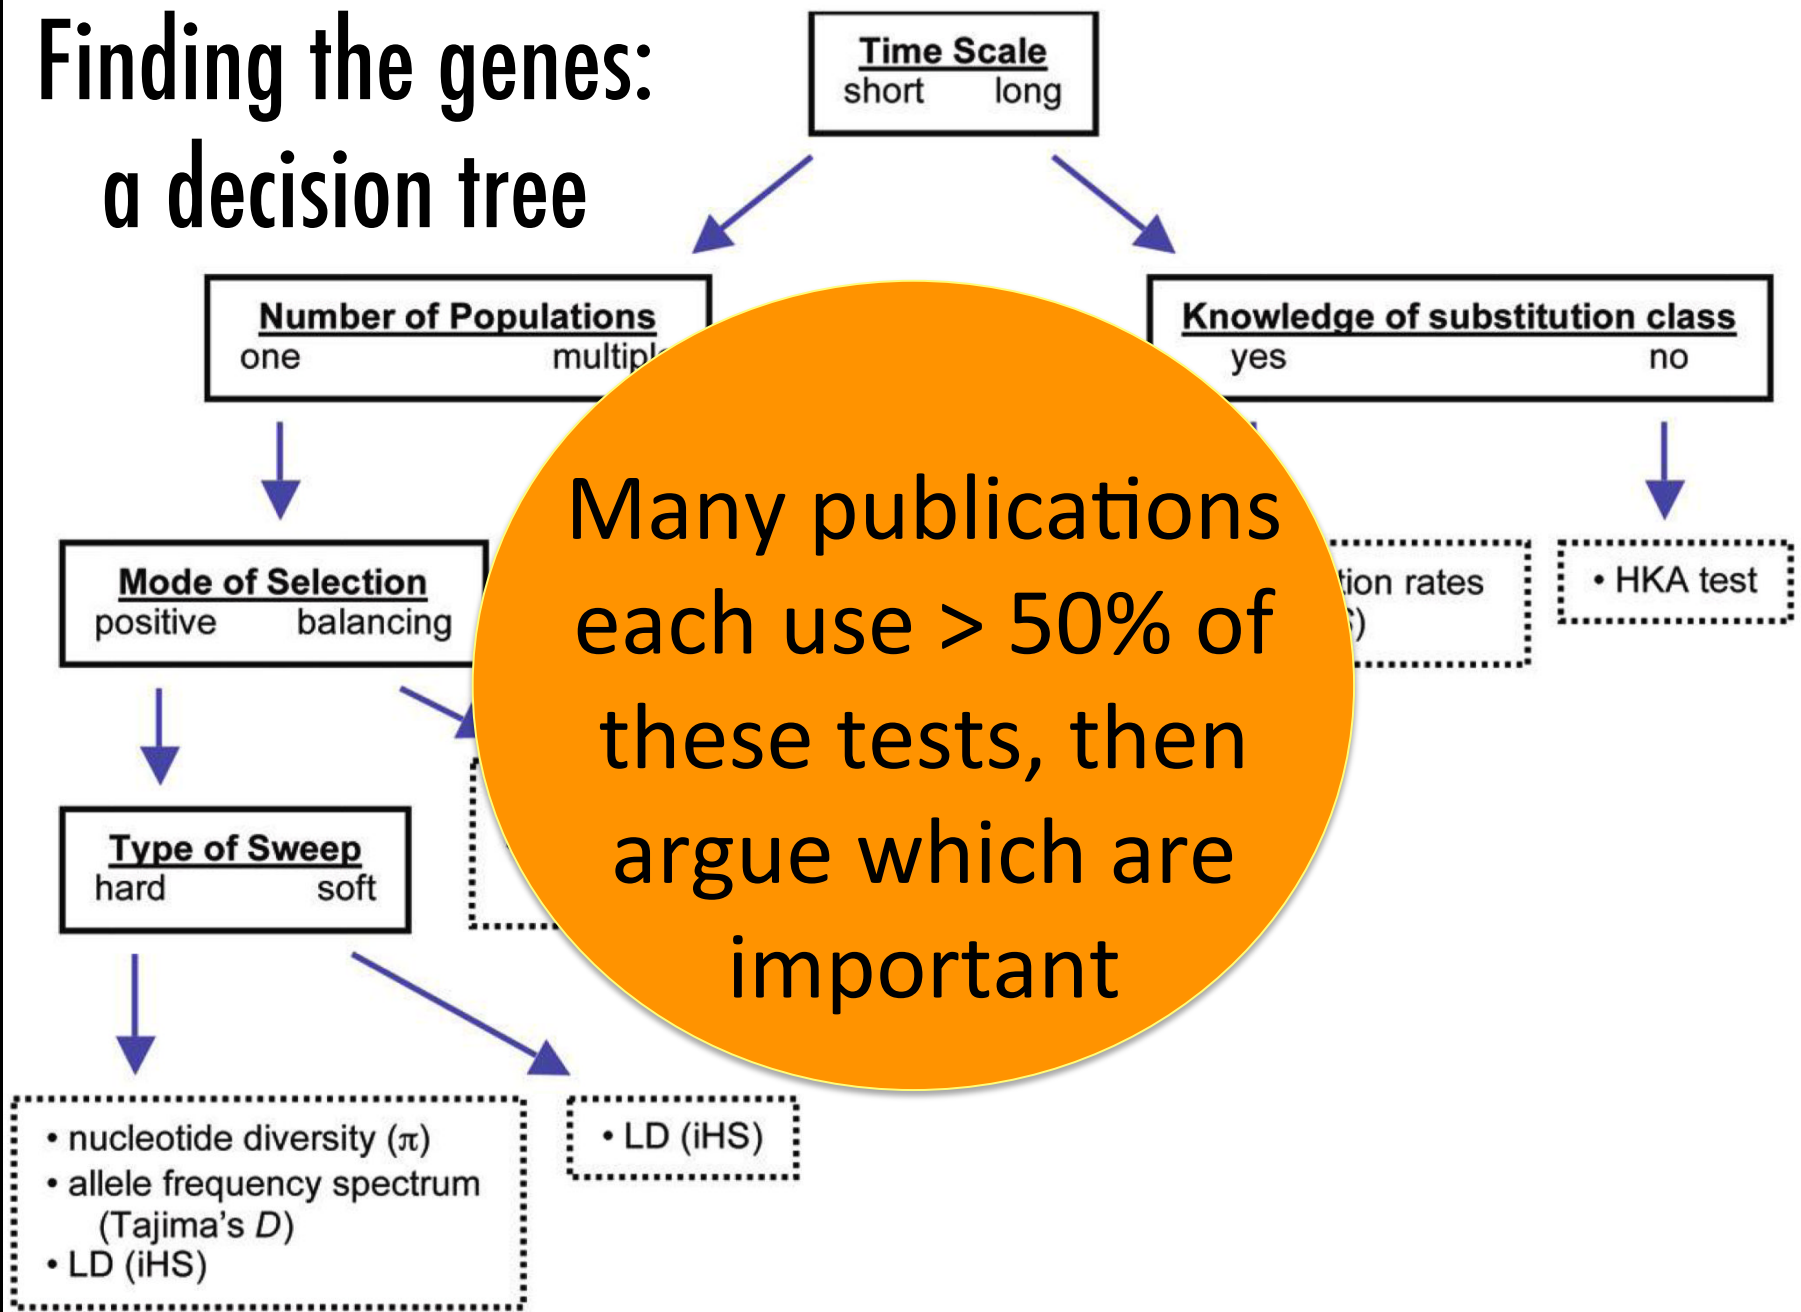 Finding the genes:
a decision tree
Time Scale
short long
Number of Populations
one
Knowledge of substitution class
yes no
Mode of Selection
positive balancing
rates
• HKA test
Type of Sweep
hard soft
• nucleotide diversity (π)
• allele frequency spectrum
(Tajima's D)
• LD (iHS)
• LD (iHS)
Many publications
each use > 50% of
these tests, then
argue which are
important